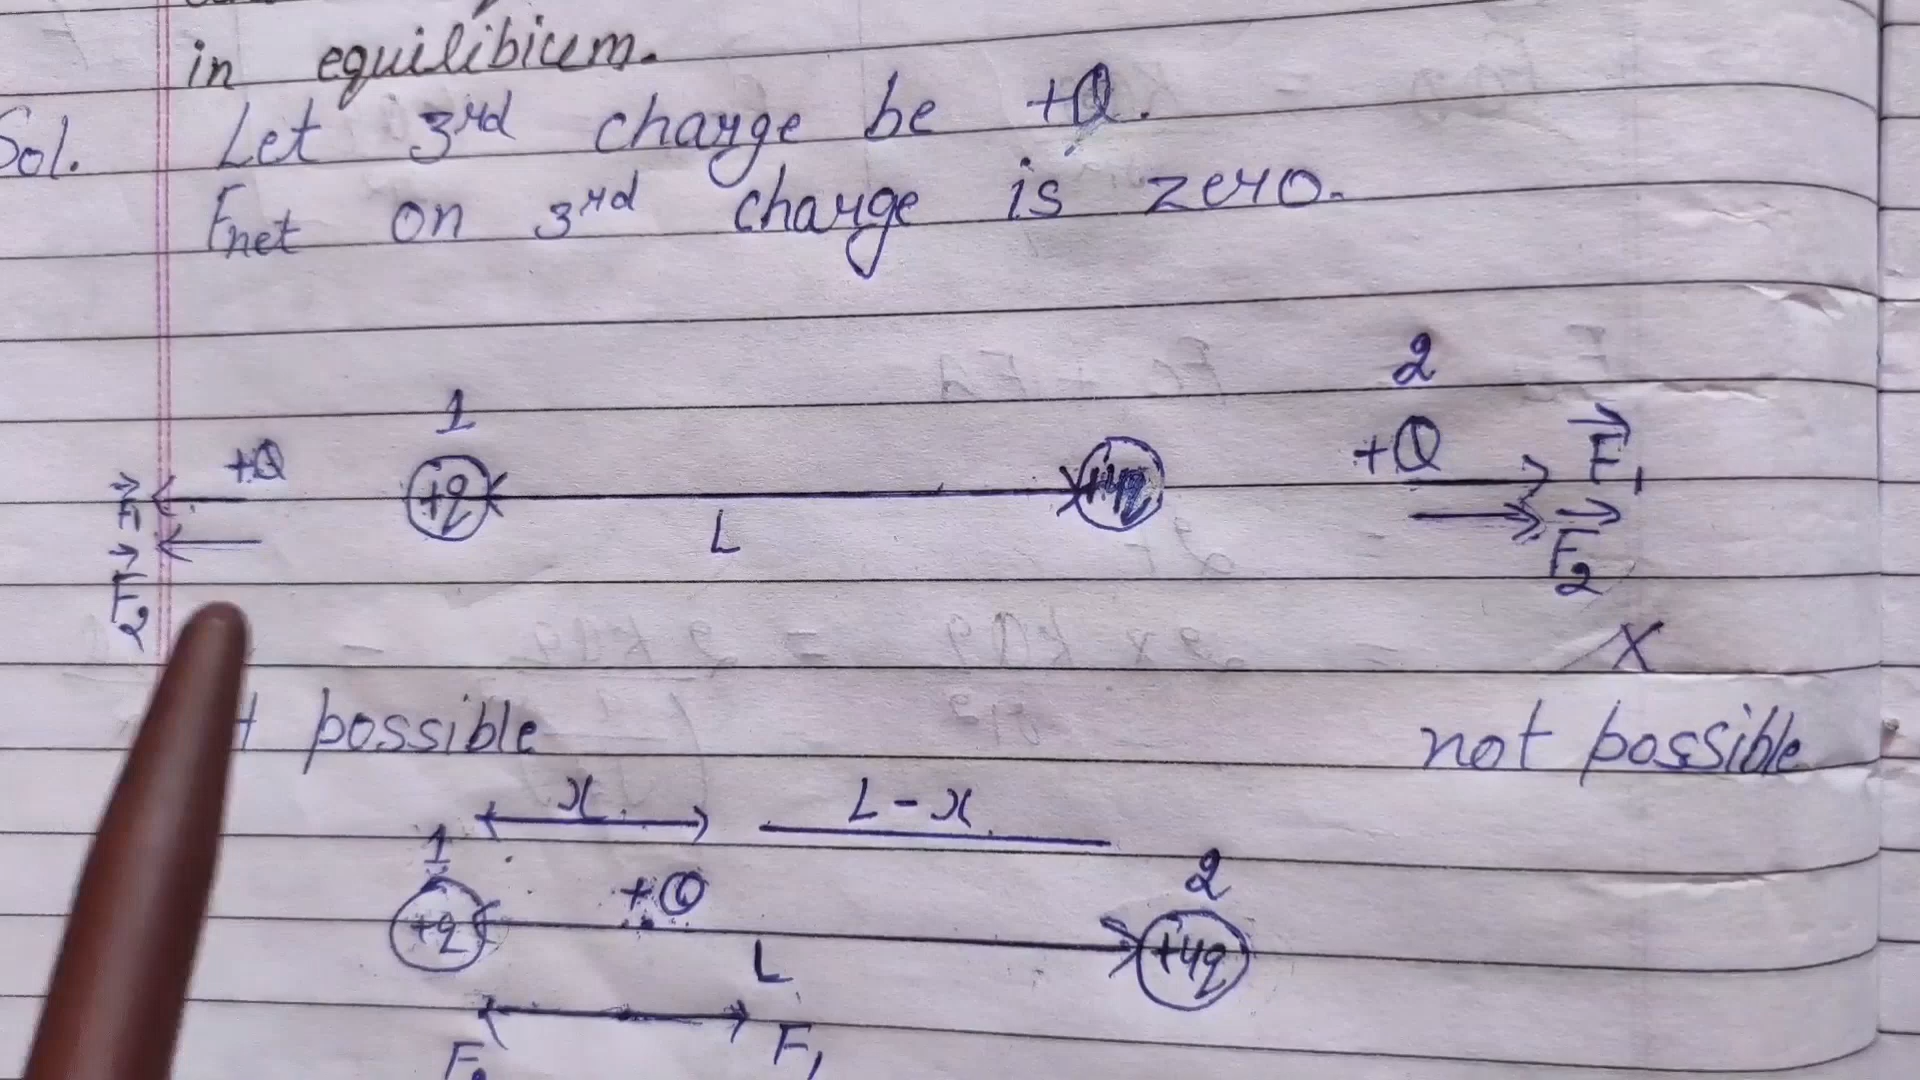 in equilibium.
Sol. Let 3rd charge be +Q.
Fnet on 3rd charge is zero.
1 2
+Q +q L +4q +Q F1
F1
F2 F2
X
possible not possible
x L-x
1 2
+q +Q L +4q
F1